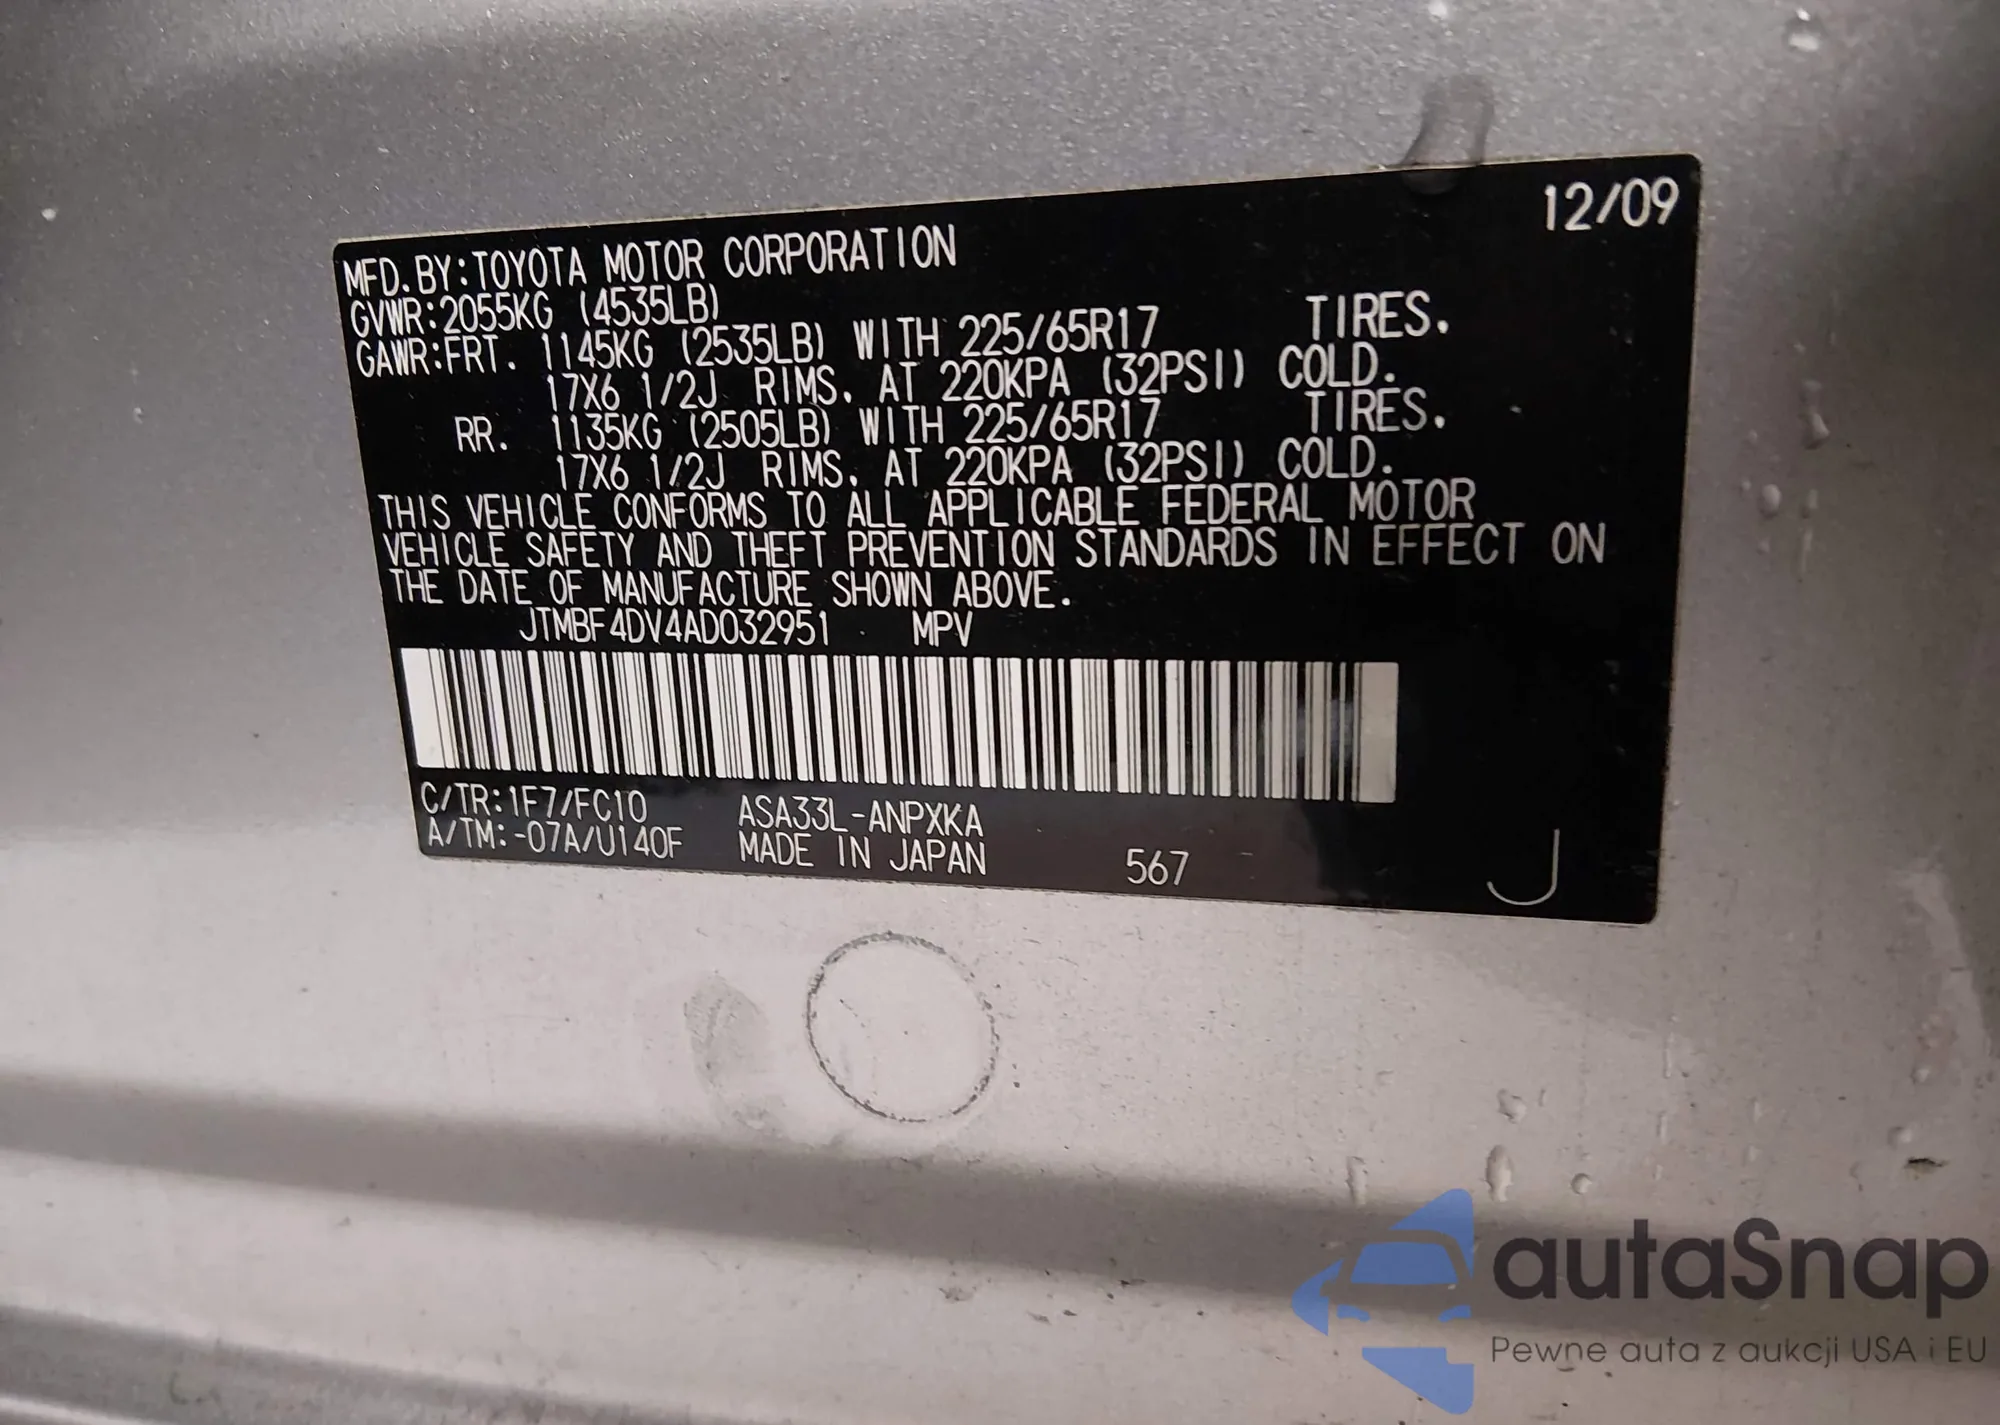 12/09
MFD. BY:TOYOTA MOTOR CORPORATION
GVWR:2055KG (4535LB)
GAWR:FRT. 1145KG (2535LB) WITH 225/65R17 TIRES.
17X6 1/2J RIMS. AT 220KPA (32PSI) COLD.
RR. 1135KG (2505LB) WITH 225/65R17 TIRES.
17X6 1/2J RIMS. AT 220KPA (32PSI) COLD.
THIS VEHICLE CONFORMS TO ALL APPLICABLE FEDERAL MOTOR
VEHICLE SAFETY AND THEFT PREVENTION STANDARDS IN EFFECT ON
THE DATE OF MANUFACTURE SHOWN ABOVE.
JTMBF4DV4AD032951 MPV
C/TR:1F7/FC10 ASA33L-ANPXKA
A/TM:-07A/U140F MADE IN JAPAN 567 J
autaSnap
Pewne auta z aukcji USA i EU